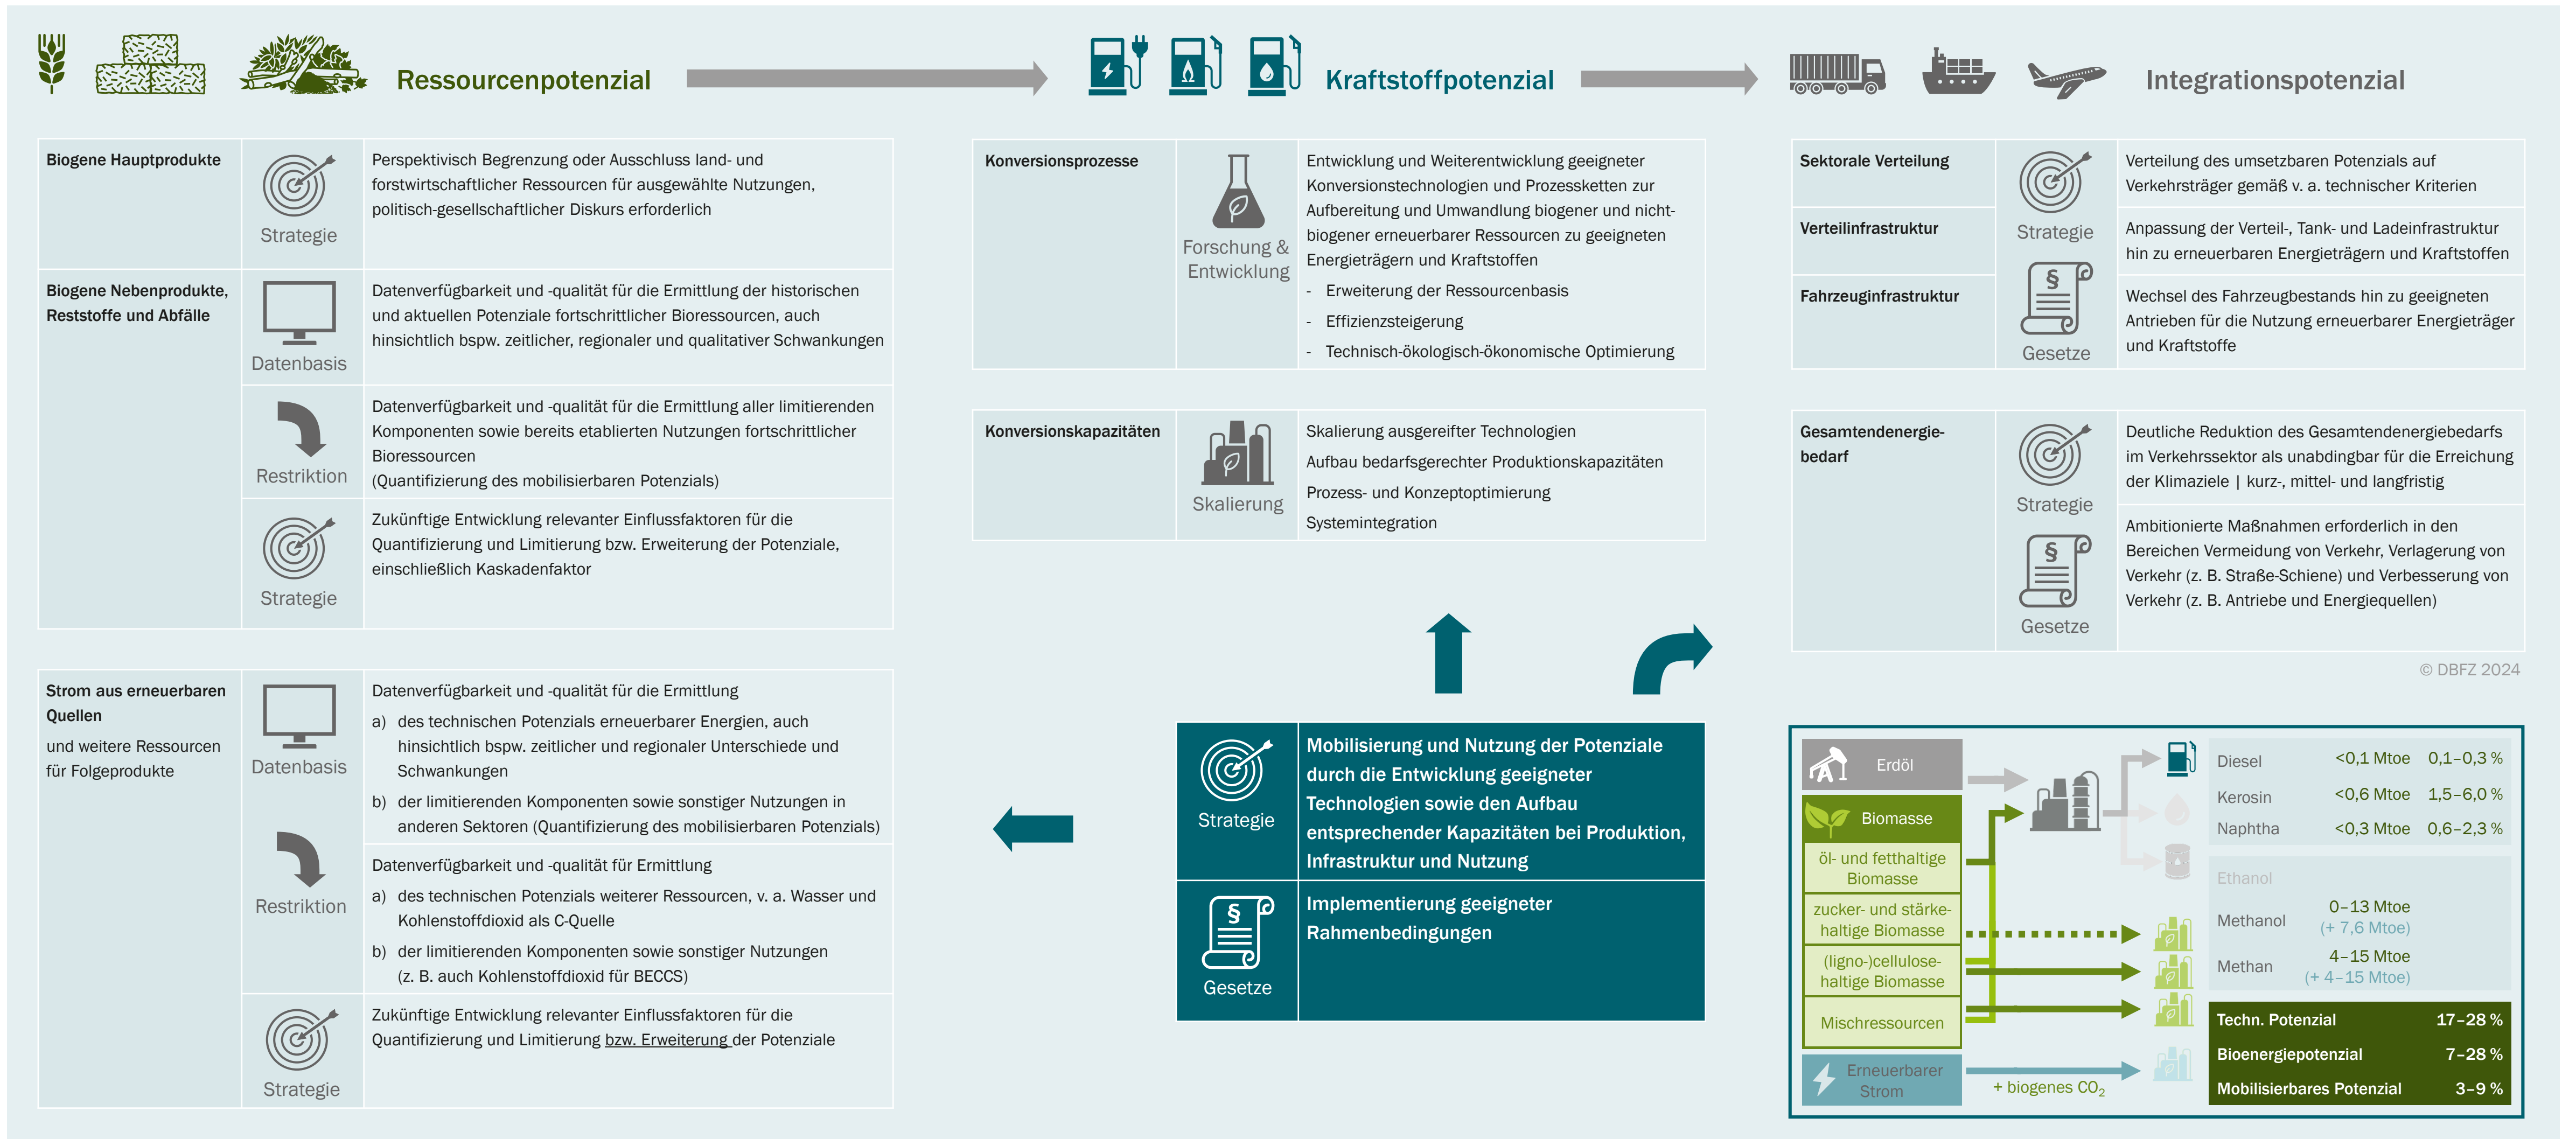 Ressourcenpotenzial
Kraftstoffpotenzial
Integrationspotenzial
Biogene Hauptprodukte
Strategie
Perspektivisch Begrenzung oder Ausschluss land- und
forstwirtschaftlicher Ressourcen für ausgewählte Nutzungen,
politisch-gesellschaftlicher Diskurs erforderlich
Biogene Nebenprodukte,
Reststoffe und Abfälle
Datenbasis
Datenverfügbarkeit und -qualität für die Ermittlung der historischen
und aktuellen Potenziale fortschrittlicher Bioressourcen, auch
hinsichtlich bspw. zeitlicher, regionaler und qualitativer Schwankungen
Restriktion
Datenverfügbarkeit und -qualität für die Ermittlung aller limitierenden
Komponenten sowie bereits etablierten Nutzungen fortschrittlicher
Bioressourcen
(Quantifizierung des mobilisierbaren Potenzials)
Strategie
Zukünftige Entwicklung relevanter Einflussfaktoren für die
Quantifizierung und Limitierung bzw. Erweiterung der Potenziale,
einschließlich Kaskadenfaktor
Strom aus erneuerbaren
Quellen
und weitere Ressourcen
für Folgeprodukte
Datenbasis
Restriktion
Datenverfügbarkeit und -qualität für die Ermittlung
a) des technischen Potenzials erneuerbarer Energien, auch
hinsichtlich bspw. zeitlicher und regionaler Unterschiede und
Schwankungen
b) der limitierenden Komponenten sowie sonstiger Nutzungen in
anderen Sektoren (Quantifizierung des mobilisierbaren Potenzials)
Datenverfügbarkeit und -qualität für Ermittlung
a) des technischen Potenzials weiterer Ressourcen, v. a. Wasser und
Kohlenstoffdioxid als C-Quelle
b) der limitierenden Komponenten sowie sonstiger Nutzungen
(z. B. auch Kohlenstoffdioxid für BECCS)
Strategie
Zukünftige Entwicklung relevanter Einflussfaktoren für die
Quantifizierung und Limitierung bzw. Erweiterung der Potenziale
Konversionsprozesse
Forschung &
Entwicklung
Entwicklung und Weiterentwicklung geeigneter
Konversionstechnologien und Prozessketten zur
Aufbereitung und Umwandlung biogener und nicht-
biogener erneuerbarer Ressourcen zu geeigneten
Energieträgern und Kraftstoffen
- Erweiterung der Ressourcenbasis
- Effizienzsteigerung
- Technisch-ökologisch-ökonomische Optimierung
Konversionskapazitäten
Skalierung
Skalierung ausgereifter Technologien
Aufbau bedarfsgerechter Produktionskapazitäten
Prozess- und Konzeptoptimierung
Systemintegration
Strategie
Mobilisierung und Nutzung der Potenziale
durch die Entwicklung geeigneter
Technologien sowie den Aufbau
entsprechender Kapazitäten bei Produktion,
Infrastruktur und Nutzung
§
Gesetze
Implementierung geeigneter
Rahmenbedingungen
Sektorale Verteilung
Verteilinfrastruktur
Fahrzeuginfrastruktur
Strategie
§
Gesetze
Verteilung des umsetzbaren Potenzials auf
Verkehrsträger gemäß v. a. technischer Kriterien
Anpassung der Verteil-, Tank- und Ladeinfrastruktur
hin zu erneuerbaren Energieträgern und Kraftstoffen
Wechsel des Fahrzeugbestands hin zu geeigneten
Antrieben für die Nutzung erneuerbarer Energieträger
und Kraftstoffe
Gesamtendenergie-
bedarf
Strategie
§
Gesetze
Deutliche Reduktion des Gesamtendenergiebedarfs
im Verkehrssektor als unabdingbar für die Erreichung
der Klimaziele | kurz-, mittel- und langfristig
Ambitionierte Maßnahmen erforderlich in den
Bereichen Vermeidung von Verkehr, Verlagerung von
Verkehr (z. B. Straße-Schiene) und Verbesserung von
Verkehr (z. B. Antriebe und Energiequellen)
© DBFZ 2024
Erdöl
Biomasse
öl- und fetthaltige
Biomasse
zucker- und stärke-
haltige Biomasse
(ligno-)cellulose-
haltige Biomasse
Mischressourcen
Erneuerbarer
Strom
+ biogenes CO₂
Diesel <0,1 Mtoe 0,1–0,3 %
Kerosin <0,6 Mtoe 1,5–6,0 %
Naphtha <0,3 Mtoe 0,6–2,3 %
Ethanol
Methanol 0–13 Mtoe
(+ 7,6 Mtoe)
Methan 4–15 Mtoe
(+ 4–15 Mtoe)
Techn. Potenzial 17–28 %
Bioenergiepotenzial 7–28 %
Mobilisierbares Potenzial 3–9 %